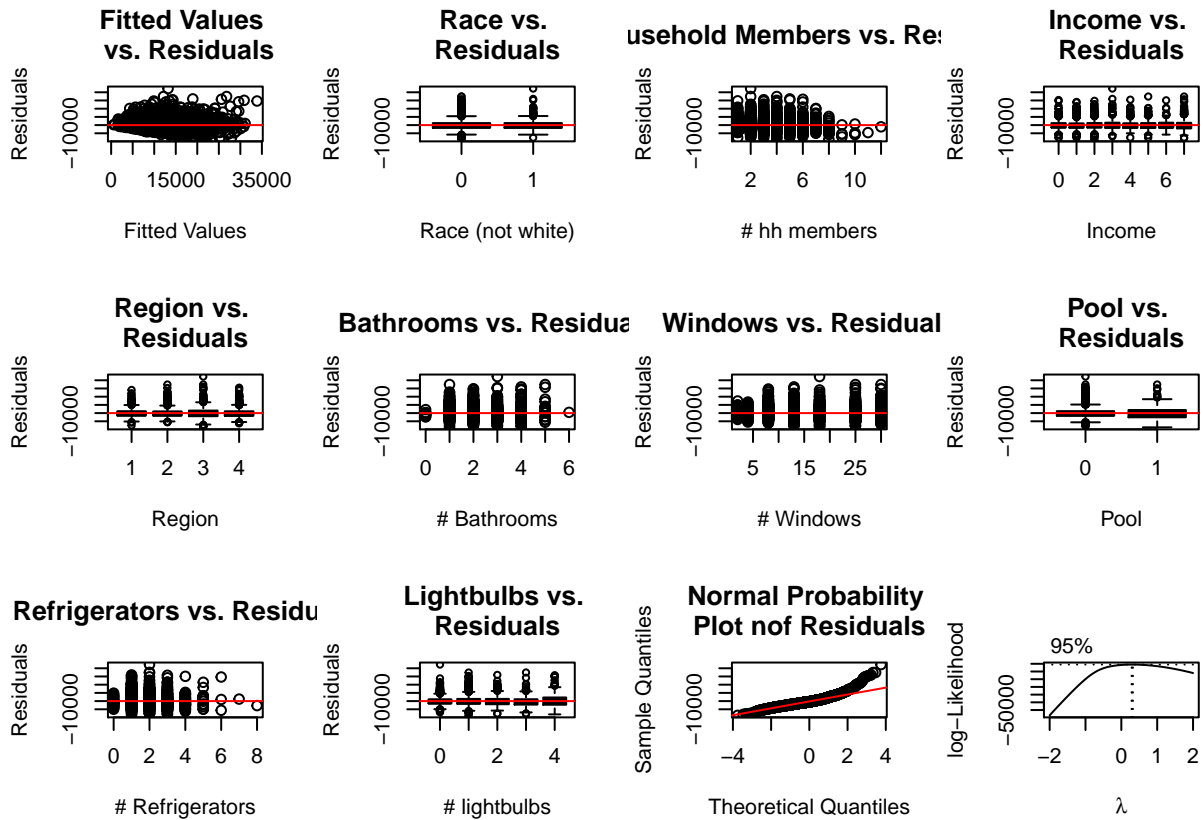 Fitted Values
vs. Residuals
Residuals
−10000
0 15000 35000
Fitted Values
Race vs.
Residuals
Residuals
−10000
0 1
Race (not white)
usehold Members vs. Res
Residuals
−10000
2 6 10
# hh members
Income vs.
Residuals
Residuals
−10000
0 2 4 6
Income
Region vs.
Residuals
Residuals
−10000
1 2 3 4
Region
Bathrooms vs. Residua
Residuals
−10000
0 2 4 6
# Bathrooms
Windows vs. Residual
Residuals
−10000
5 15 25
# Windows
Pool vs.
Residuals
Residuals
−10000
0 1
Pool
Refrigerators vs. Residu
Residuals
−10000
0 2 4 6 8
# Refrigerators
Lightbulbs vs.
Residuals
Residuals
−10000
0 2 4
# lightbulbs
Normal Probability
Plot nof Residuals
Sample Quantiles
−10000
−4 0 2 4
Theoretical Quantiles
log−Likelihood
−50000
95%
−2 0 1 2
λ